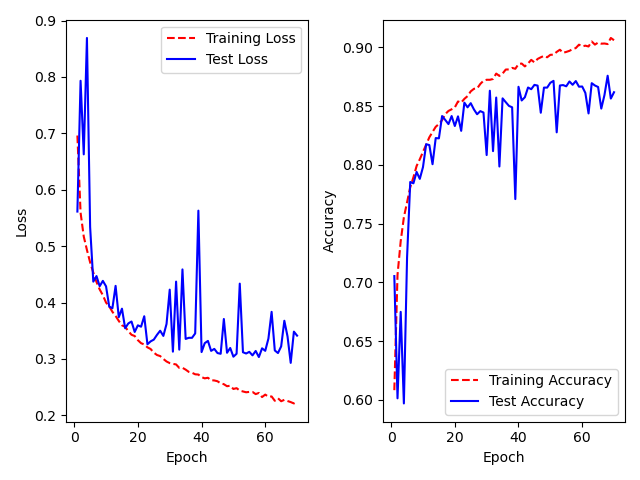 0.9
0.8
0.7
0.6
0.5
0.4
0.3
0.2
Loss
0 20 40 60
Epoch
Training Loss
Test Loss
0.90
0.85
0.80
0.75
0.70
0.65
0.60
Accuracy
0 20 40 60
Epoch
Training Accuracy
Test Accuracy